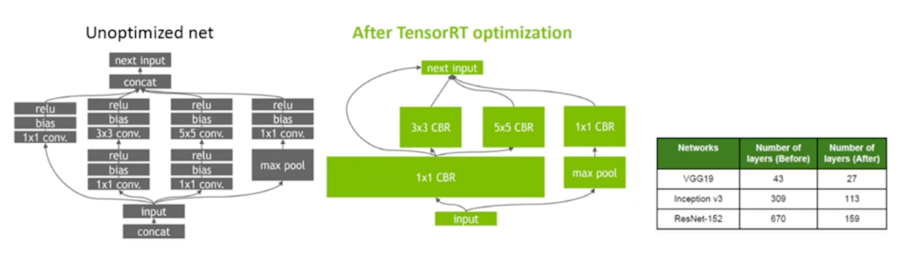 Unoptimized net
next input
concat
relu
bias
1x1 conv.
relu
bias
3x3 conv.
relu
bias
5x5 conv.
relu
bias
1x1 conv.
relu
bias
1x1 conv.
relu
bias
1x1 conv.
max pool
input
concat
After TensorRT optimization
next input
3x3 CBR
5x5 CBR
1x1 CBR
1x1 CBR
max pool
input
Networks Number of layers (Before) Number of layers (After)
VGG19 43 27
Inception v3 309 113
ResNet-152 670 159